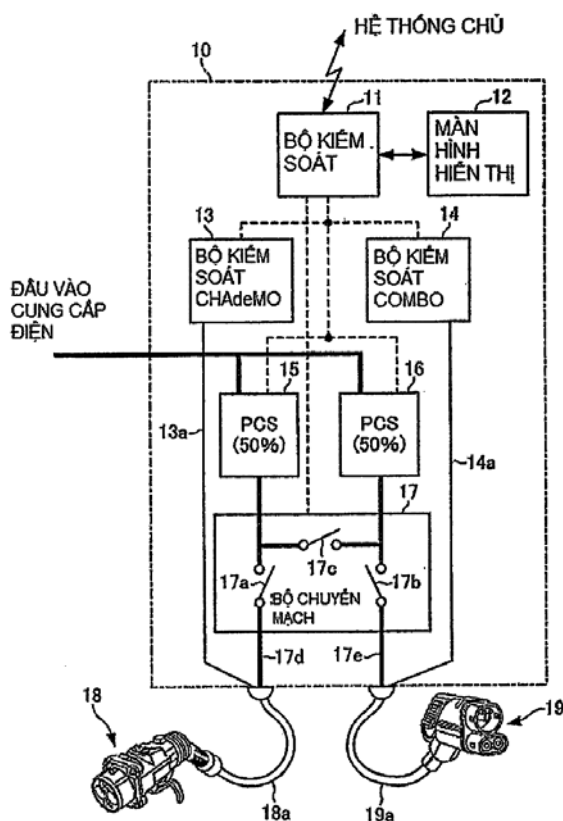 HỆ THỐNG CHỦ
10
11
12
BỘ KIỂM
SOÁT
MÀN
HÌNH
HIỂN THỊ
13
14
BỘ KIỂM
SOÁT
CHAdeMO
BỘ KIỂM
SOÁT
COMBO
ĐẦU VÀO
CUNG CẤP
ĐIỆN
15
16
13a
PCS
(50%)
PCS
(50%)
14a
17
17c
17a
17b
BỘ CHUYỂN
MẠCH
17d
17e
18
19
18a
19a